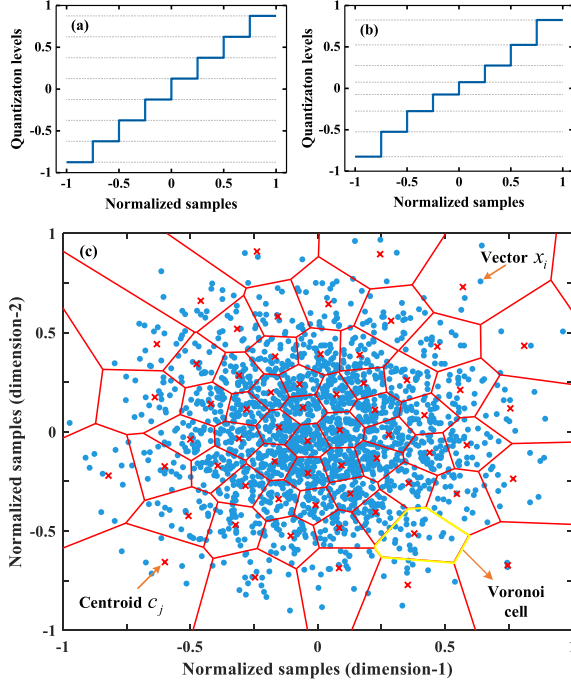 (a)
Quantizaton levels
1
0.5
0
-0.5
-1
-1 -0.5 0 0.5 1
Normalized samples
(b)
Quantizaton levels
1
0.5
0
-0.5
-1
-1 -0.5 0 0.5 1
Normalized samples
(c)
Normalized samples (dimension-2)
1
0.5
0
-0.5
-1
Vector x_i
Centroid c_j
Voronoi
cell
-1 -0.5 0 0.5 1
Normalized samples (dimension-1)